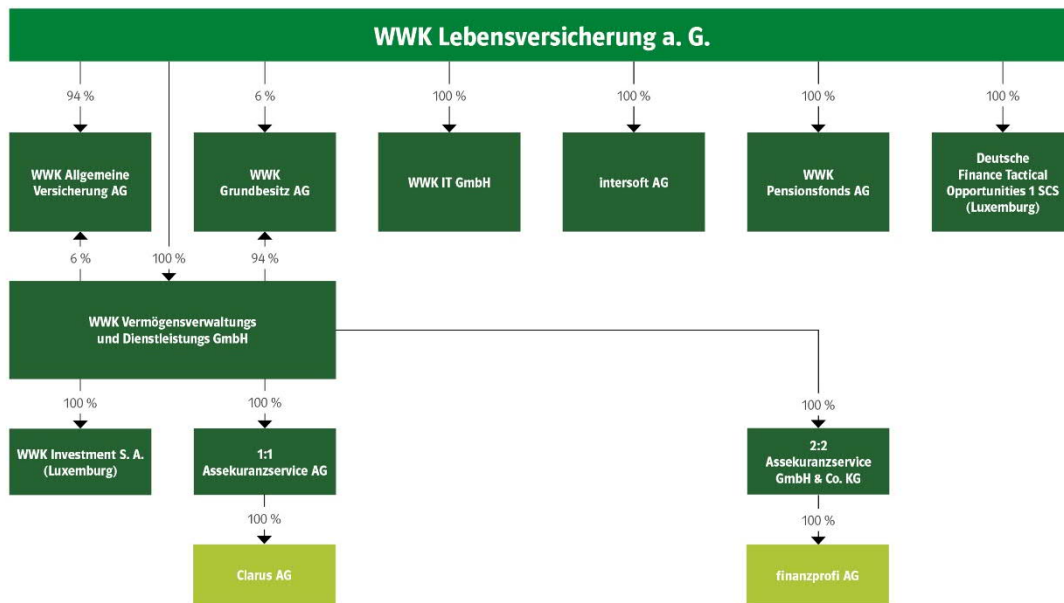 WWK Lebensversicherung a. G.
94 %
6 %
100 %
100 %
100 %
100 %
WWK Allgemeine
Versicherung AG
WWK
Grundbesitz AG
WWK IT GmbH
intersoft AG
WWK
Pensionsfonds AG
Deutsche
Finance Tactical
Opportunities 1 SCS
(Luxemburg)
6 %
100 %
94 %
WWK Vermögensverwaltungs
und Dienstleistungs GmbH
100 %
100 %
100 %
WWK Investment S. A.
(Luxemburg)
1:1
Assekuranzservice AG
2:2
Assekuranzservice
GmbH & Co. KG
100 %
100 %
Clarus AG
finanzprofi AG